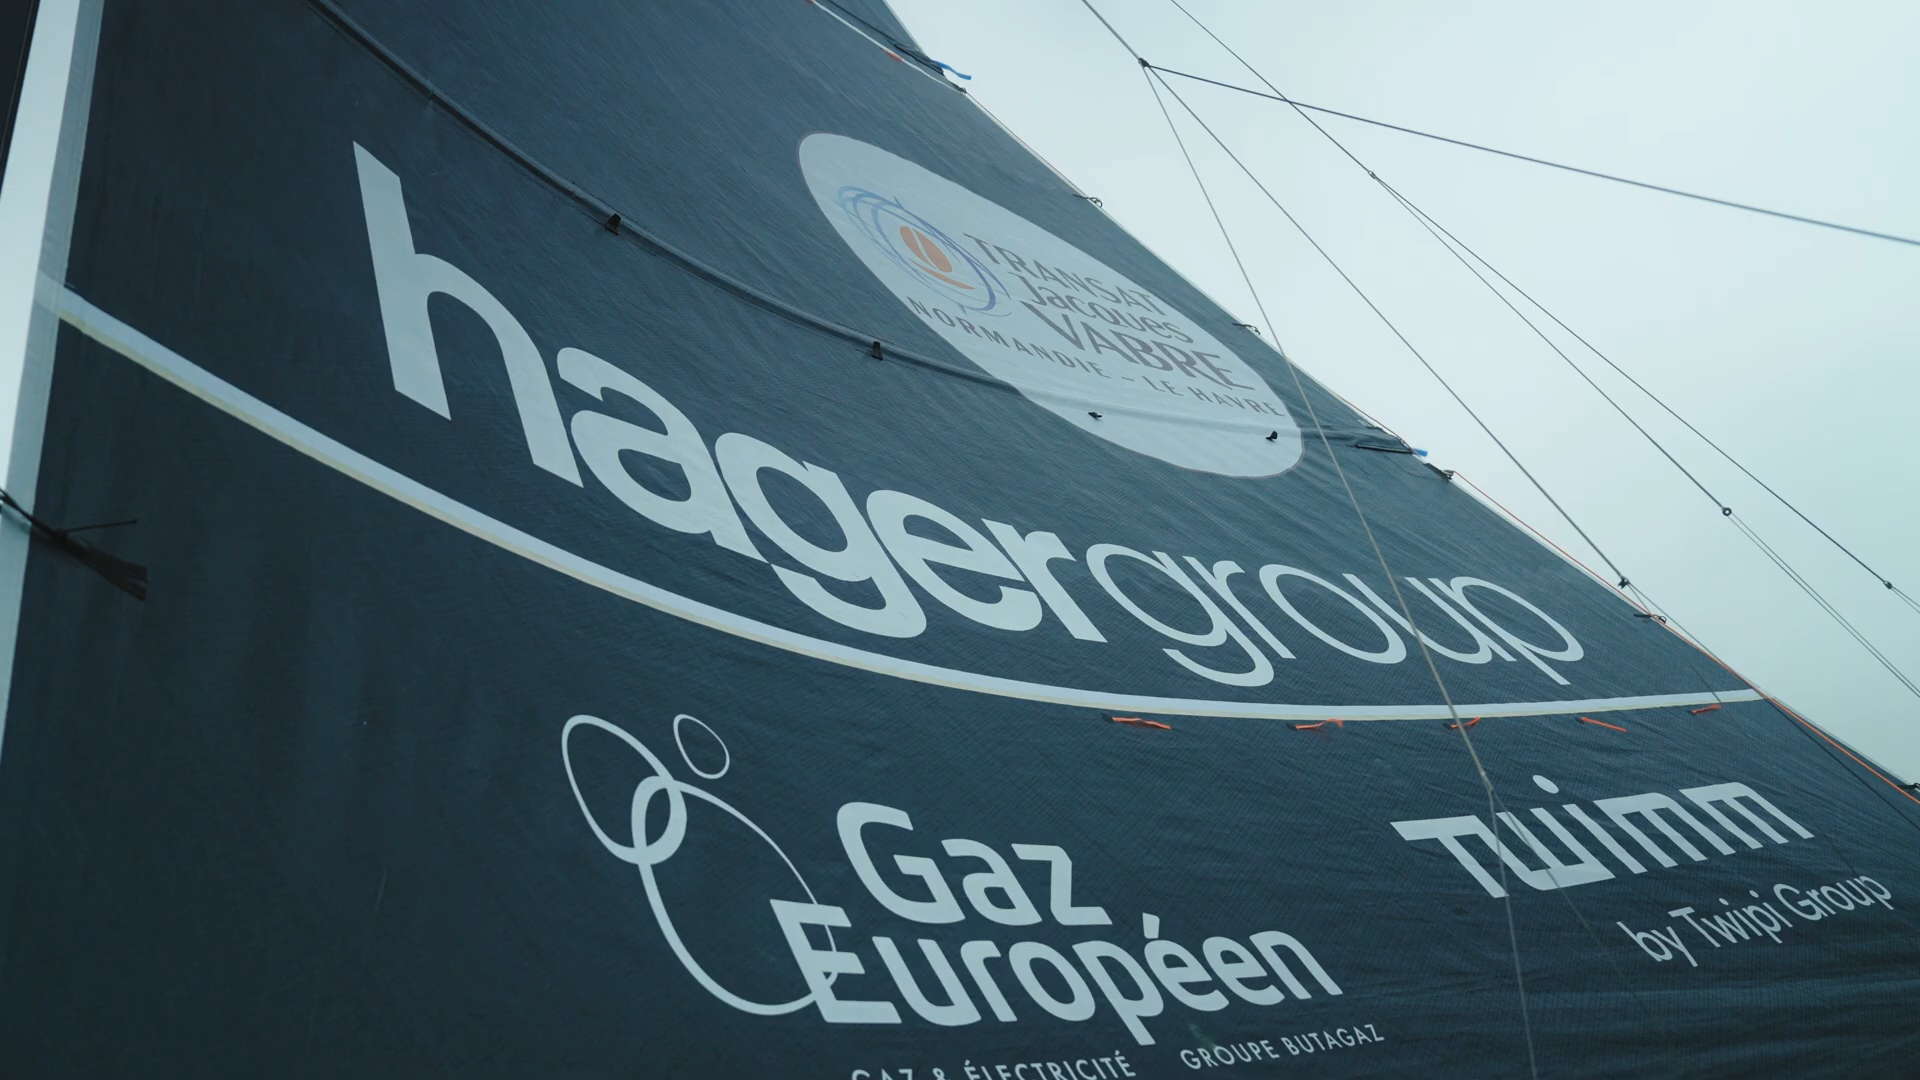 TRANSAT
Jacques
VABRE
NORMANDIE - LE HAVRE
hagergroup
Gaz
Européen
GAZ & ÉLECTRICITÉ GROUPE BUTAGAZ
Twimm
by Twipi Group